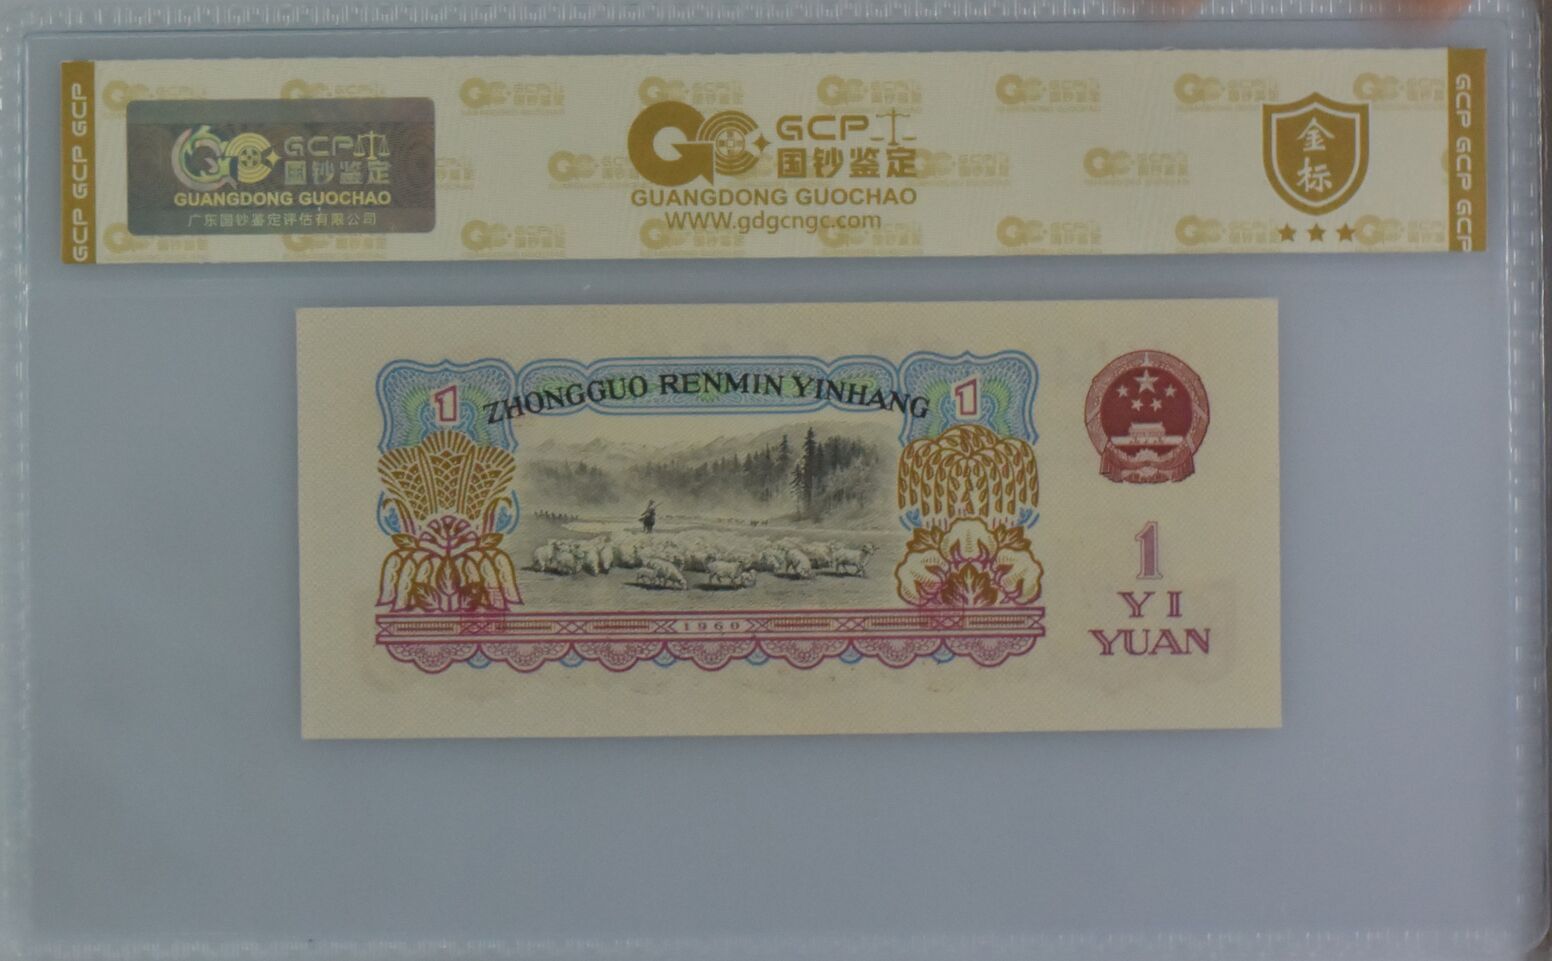 GCP GCP GCP
GCP
国钞鉴定
GUANGDONG GUOCHAO
广东国钞鉴定评估有限公司
GCP
国钞鉴定
GUANGDONG GUOCHAO
WWW.gdgcngc.com
金标
GCP GCP GCP
1
ZHONGGUO RENMIN YINHANG
1
1960
1
YI
YUAN